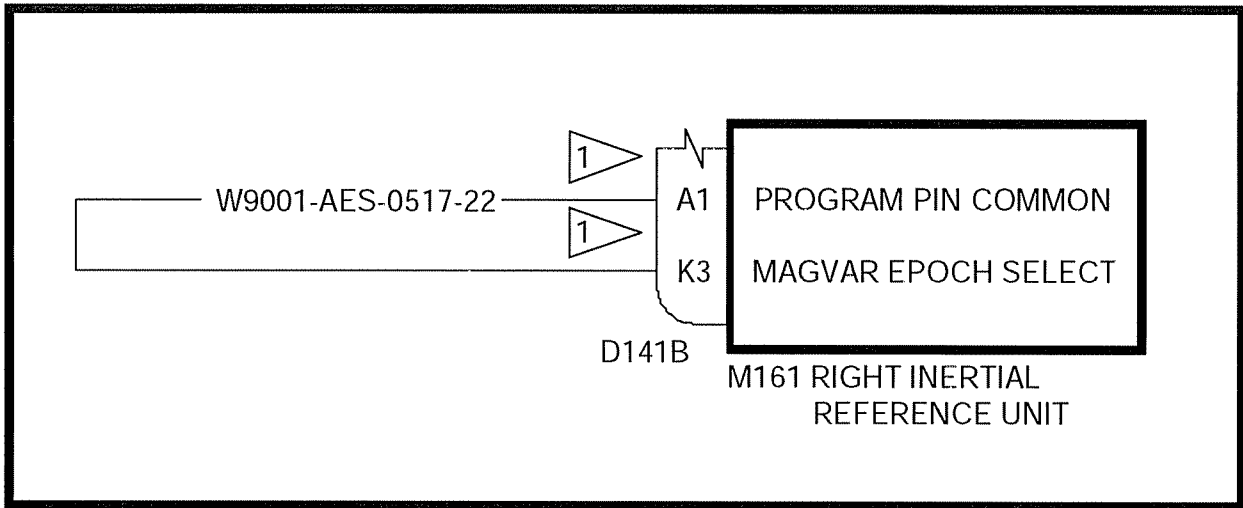 1
W9001-AES-0517-22
A1 PROGRAM PIN COMMON
1
K3 MAGVAR EPOCH SELECT
D141B
M161 RIGHT INERTIAL
REFERENCE UNIT